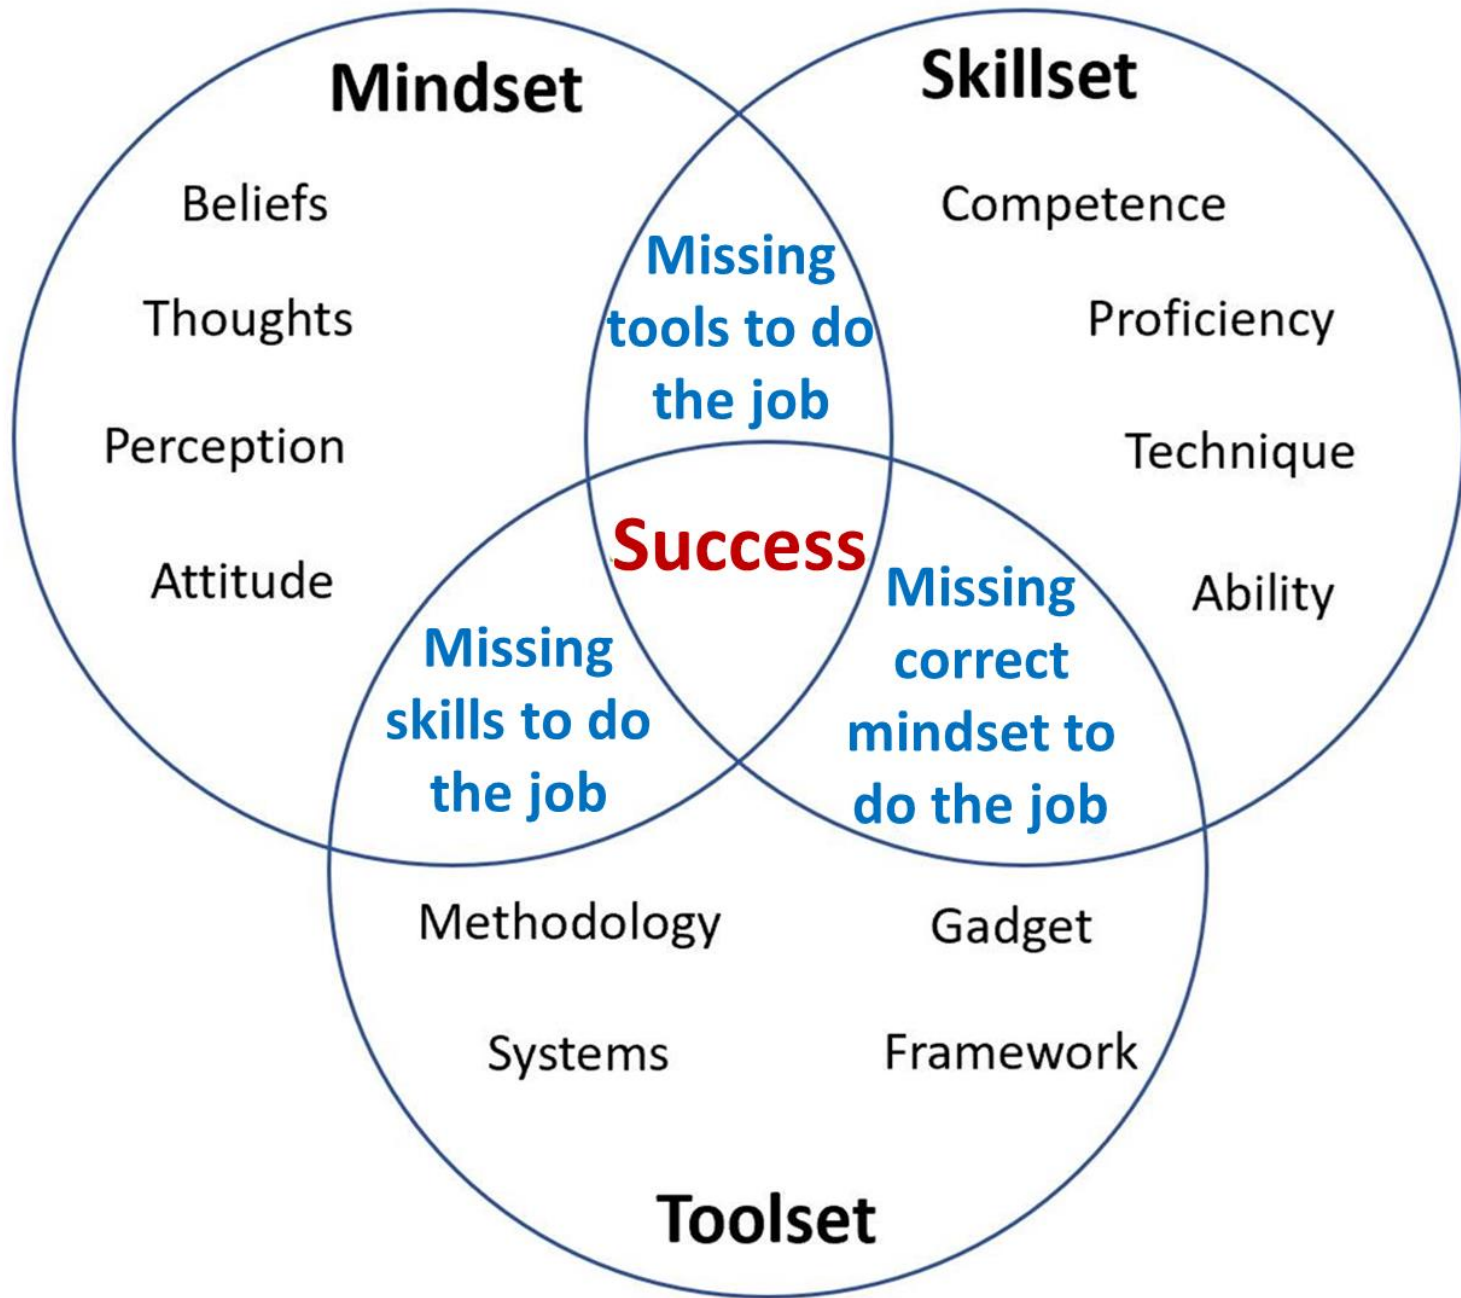 Mindset
Beliefs
Thoughts
Perception
Attitude
Skillset
Competence
Proficiency
Technique
Ability
Missing
tools to do
the job
Success
Missing
skills to do
the job
Missing
correct
mindset to
do the job
Methodology
Gadget
Systems
Framework
Toolset